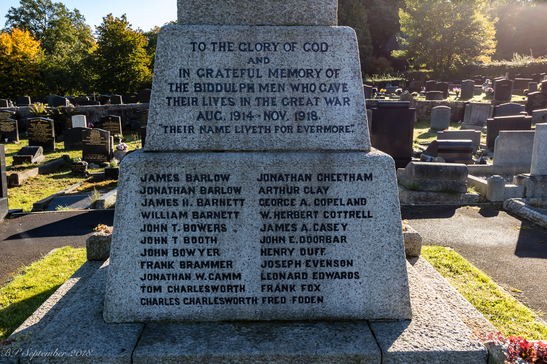 TO THE GLORY OF GOD
AND
IN GRATEFUL MEMORY OF
THE BIDDULPH MEN WHO GAVE
THEIR LIVES IN THE GREAT WAR
AUG. 1914-NOV. 1918
"THEIR NAME LIVETH FOR EVERMORE."
JAMES BARLOW
JONATHAN BARLOW
JAMES H. BARNETT
WILLIAM BARNETT
JOHN T. BOWERS
JOHN T. BOOTH
JOHN BOWYER
FRANK BRAMMER
JONATHAN. W. CAMM
TOM CHARLESWORTH
CHARLES CHARLESWORTH
JONATHAN CHEETHAM
ARTHUR CLAY
GEORGE A. COPELAND
W. HERBERT COTTRELL
JAMES A. CASEY
JOHN E. DOORBAR
HENRY DUFF
JOSEPH EVENSON
LEONARD EDWARDS
FRANK FOX
FRED FODEN
BP September 2018